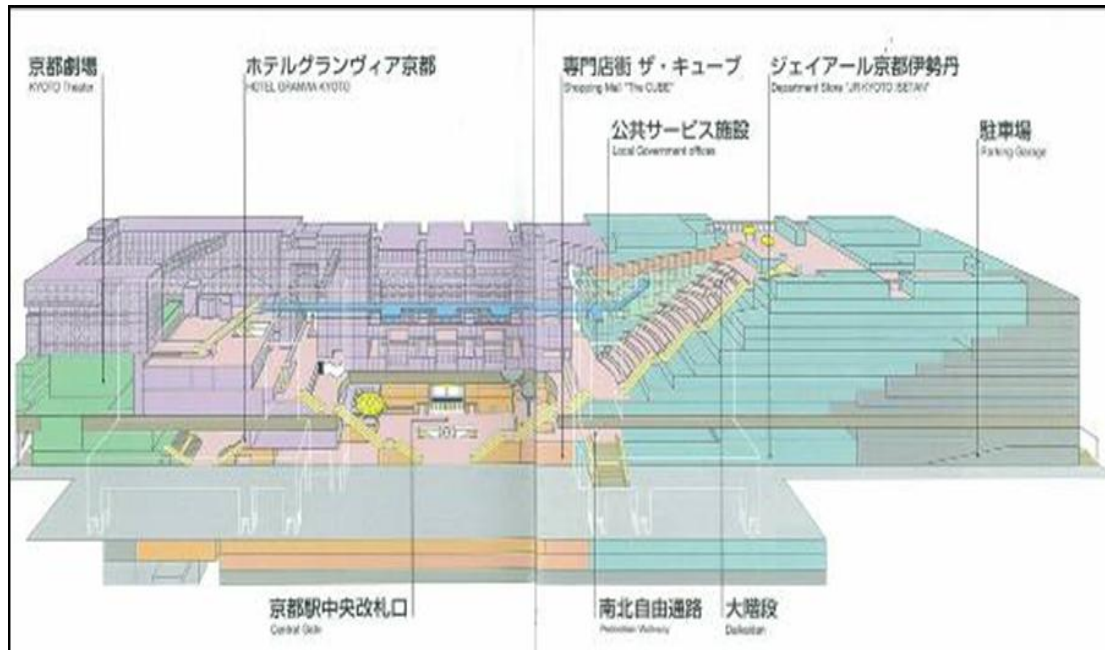 京都劇場
KYOTO Theater
ホテルグランヴィア京都
HOTEL GRANVIA KYOTO
専門店街 ザ・キューブ
Shopping Mall "The CUBE"
ジェイアール京都伊勢丹
Department Store "JR KYOTO ISETAN"
公共サービス施設
Local Government offices
駐車場
Parking Garage
京都駅中央改札口
Central Gate
南北自由通路
大階段
Daikaidan